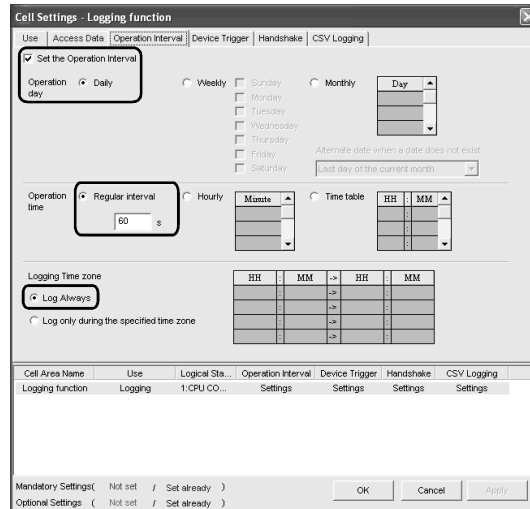 Cell Settings - Logging function
Use Access Data Operation Interval Device Trigger Handshake CSV Logging
Set the Operation Interval
Operation day Daily Weekly Sunday Monthly Day
Monday
Tuesday
Wednesday
Thursday
Friday Alternate date when a date does not exist
Saturday Last day of the current month
Operation time Regular interval Hourly Minute Time table HH : MM
60 s :
:
:
Logging Time zone HH : MM -> HH : MM
: -> :
Log Always : -> :
: -> :
Log only during the specified time zone : -> :
Cell Area Name Use Logical Sta... Operation Interval Device Trigger Handshake CSV Logging
Logging function Logging 1:CPU CO... Settings Settings Settings Settings
Mandatory Settings( Not set / Set already )
Optional Settings ( Not set / Set already )
OK Cancel Apply